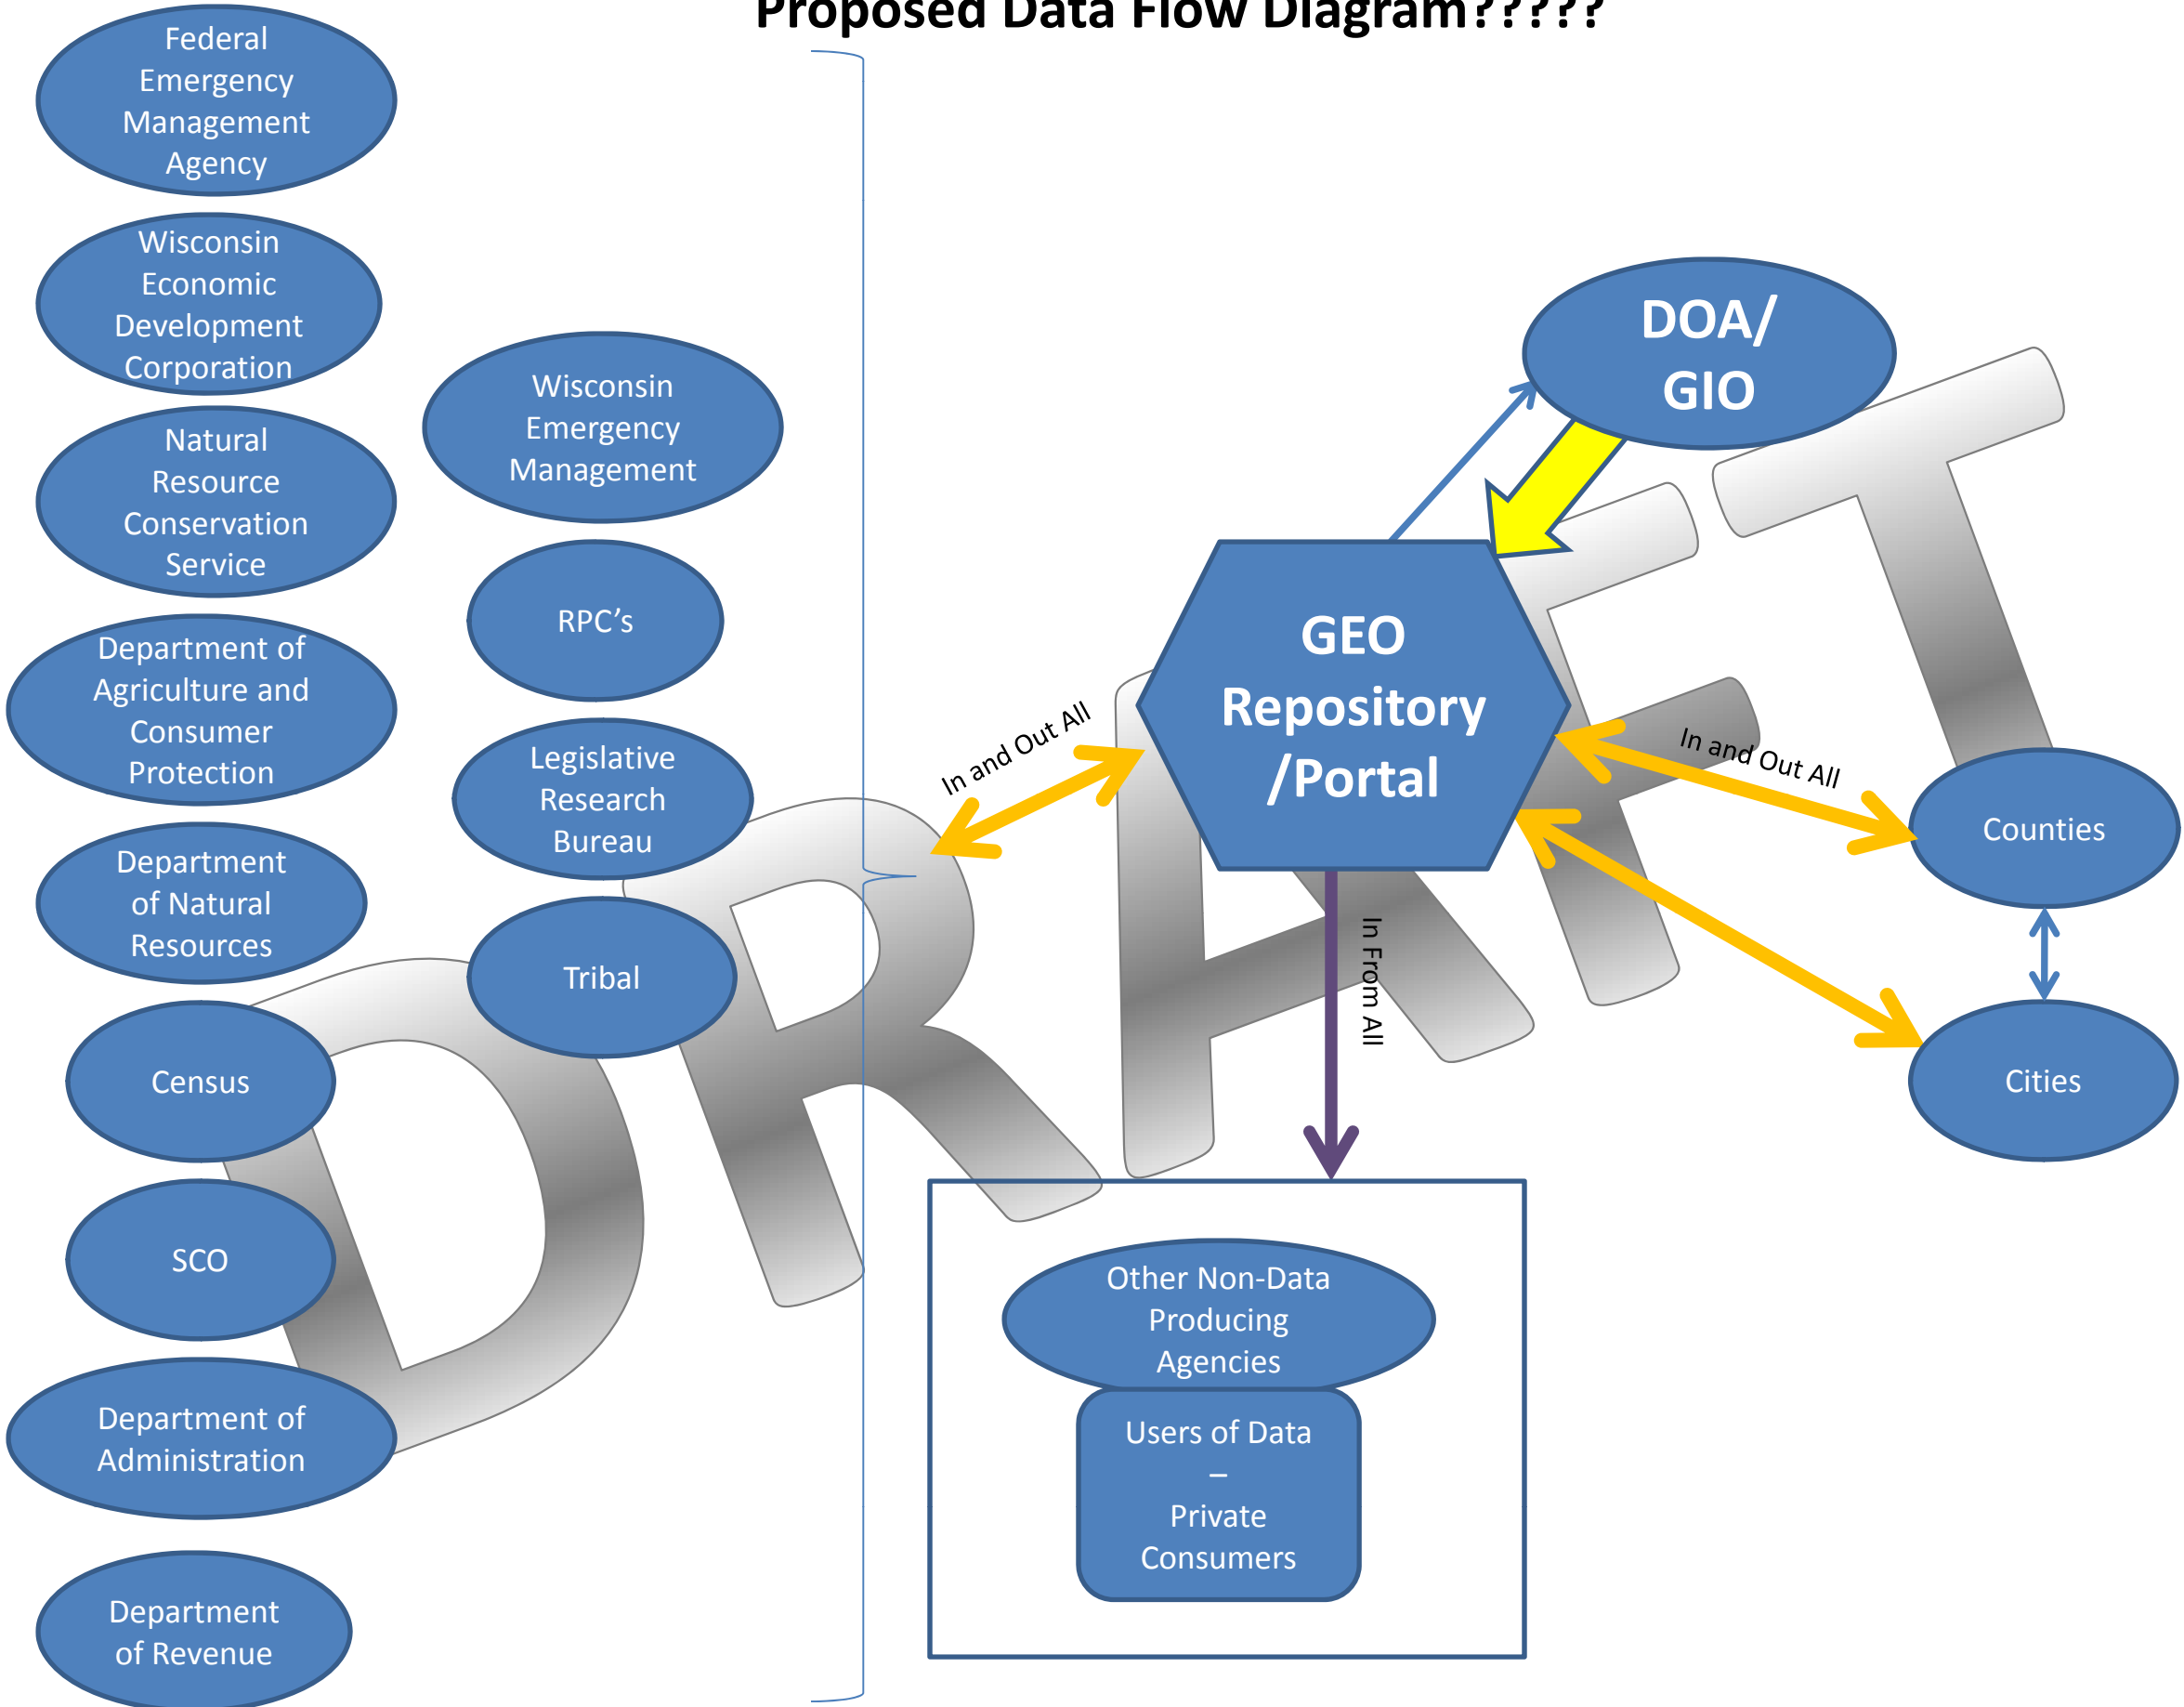 Proposed Data Flow Diagram?????
Federal
Emergency
Management
Agency
Wisconsin
Economic
Development
Corporation
Natural
Resource
Conservation
Service
Department of
Agriculture and
Consumer
Protection
Department
of Natural
Resources
Census
SCO
Department of
Administration
Department
of Revenue
Wisconsin
Emergency
Management
RPC’s
Legislative
Research
Bureau
Tribal
In and Out All
GEO
Repository
/Portal
DOA/
GIO
In and Out All
Counties
Cities
In From All
Other Non-Data
Producing
Agencies
Users of Data
–
Private
Consumers
DRAFT